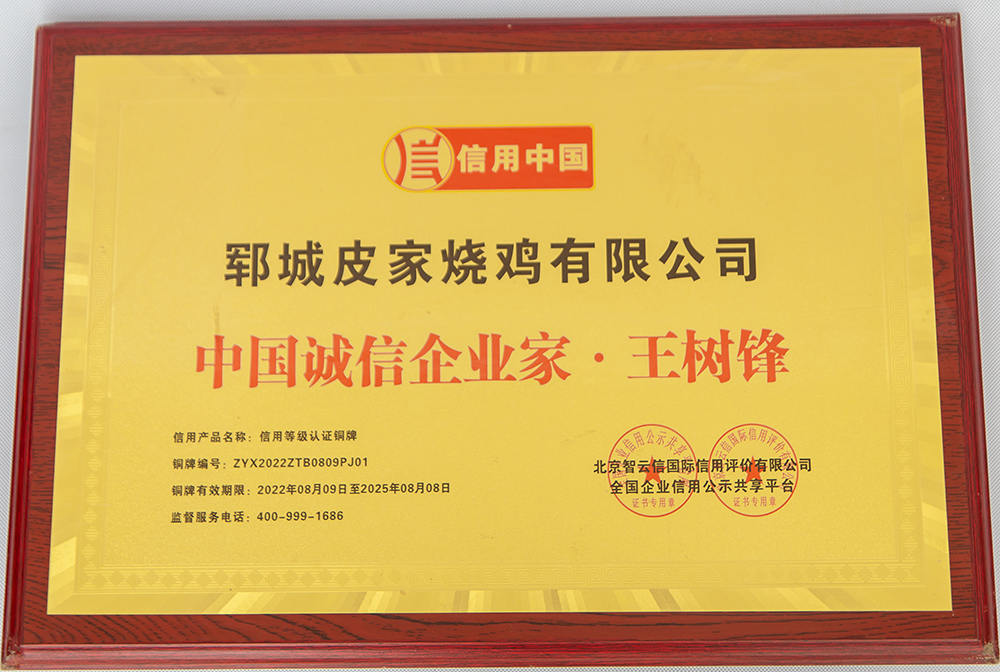 信用中国
郓城皮家烧鸡有限公司
中国诚信企业家·王树锋
信用产品名称：信用等级认证铜牌
铜牌编号：ZYX2022ZTB0809PJ01
铜牌有效期限：2022年08月09日至2025年08月08日
监督服务电话：400-999-1686
北京智云信国际信用评价有限公司
全国企业信用公示共享平台
证书专用章
证书专用章